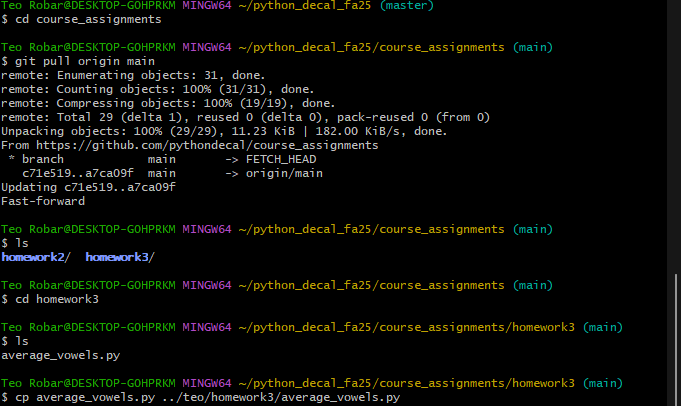 Teo Robar@DESKTOP-GOHPRKM MINGW64 ~/python_decal_fa25 (master)
$ cd course_assignments
Teo Robar@DESKTOP-GOHPRKM MINGW64 ~/python_decal_fa25/course_assignments (main)
$ git pull origin main
remote: Enumerating objects: 31, done.
remote: Counting objects: 100% (31/31), done.
remote: Compressing objects: 100% (19/19), done.
remote: Total 29 (delta 1), reused 0 (delta 0), pack-reused 0 (from 0)
Unpacking objects: 100% (29/29), 11.23 KiB | 182.00 KiB/s, done.
From https://github.com/pythondecal/course_assignments
 * branch            main       -> FETCH_HEAD
   c71e519..a7ca09f  main       -> origin/main
Updating c71e519..a7ca09f
Fast-forward
Teo Robar@DESKTOP-GOHPRKM MINGW64 ~/python_decal_fa25/course_assignments (main)
$ ls
homework2/  homework3/
Teo Robar@DESKTOP-GOHPRKM MINGW64 ~/python_decal_fa25/course_assignments (main)
$ cd homework3
Teo Robar@DESKTOP-GOHPRKM MINGW64 ~/python_decal_fa25/course_assignments/homework3 (main)
$ ls
average_vowels.py
Teo Robar@DESKTOP-GOHPRKM MINGW64 ~/python_decal_fa25/course_assignments/homework3 (main)
$ cp average_vowels.py ../teo/homework3/average_vowels.py